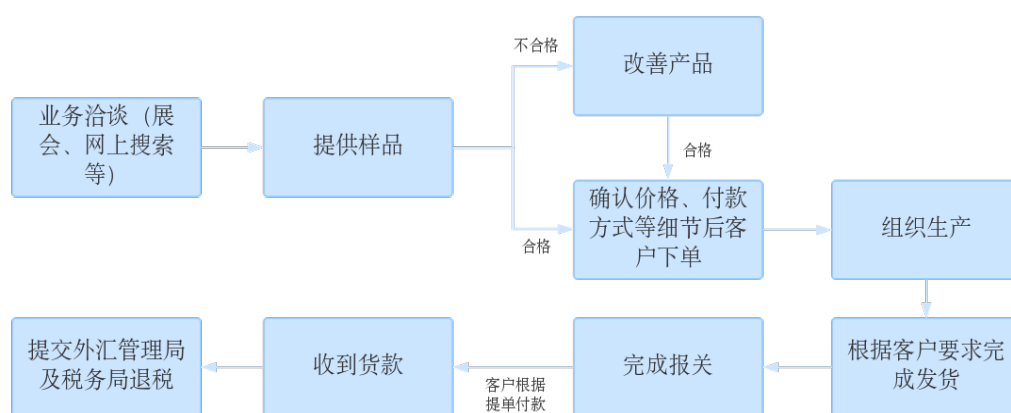 不合格
改善产品
业务洽谈（展
会、网上搜索
等）
提供样品
合格
合格
确认价格、付款
方式等细节后客
户下单
组织生产
提交外汇管理局
及税务局退税
收到货款
客户根据
提单付款
完成报关
根据客户要求完
成发货